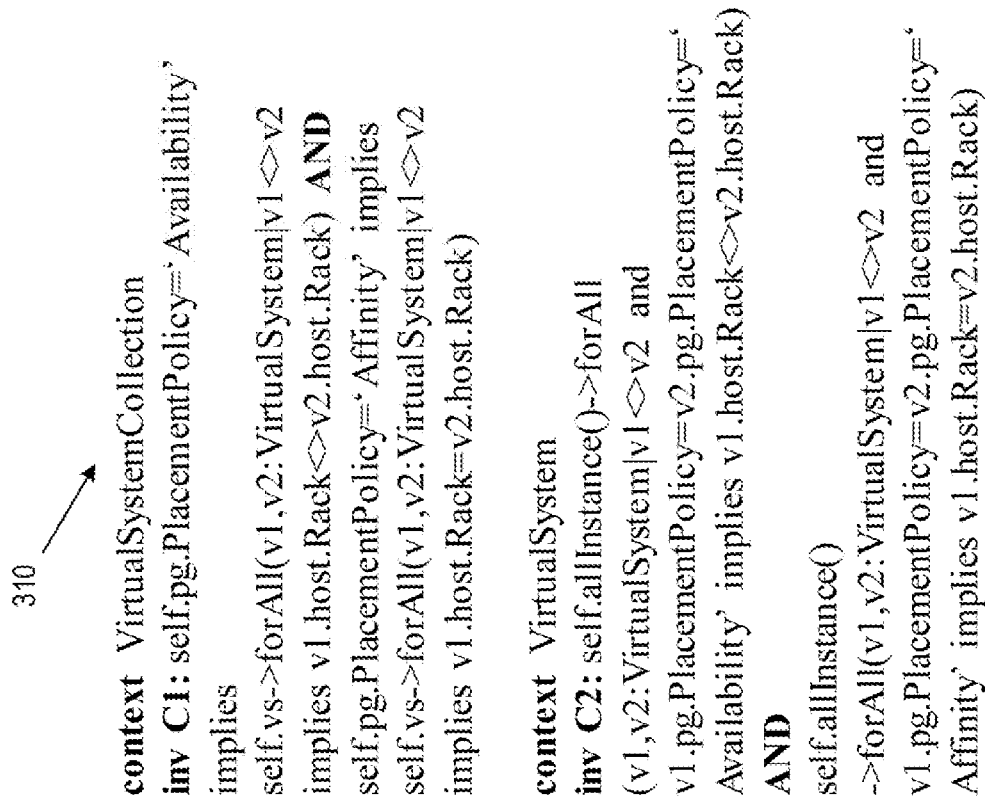 310
context VirtualSystemCollection
inv C1: self.pg.PlacementPolicy=‘Availability’
implies
self.vs->forAll(v1,v2:VirtualSystem|v1<>v2
implies v1.host.Rack<>v2.host.Rack) AND
self.pg.PlacementPolicy=‘Affinity’ implies
self.vs->forAll(v1,v2:VirtualSystem|v1<>v2
implies v1.host.Rack=v2.host.Rack)
context VirtualSystem
inv C2: self.allInstance()->forAll
(v1,v2:VirtualSystem|v1<>v2 and
v1.pg.PlacementPolicy=v2.pg.PlacementPolicy=‘
Availability’ implies v1.host.Rack<>v2.host.Rack)
AND
self.allInstance()
->forAll(v1,v2:VirtualSystem|v1<>v2 and
v1.pg.PlacementPolicy=v2.pg.PlacementPolicy=‘
Affinity’ implies v1.host.Rack=v2.host.Rack)